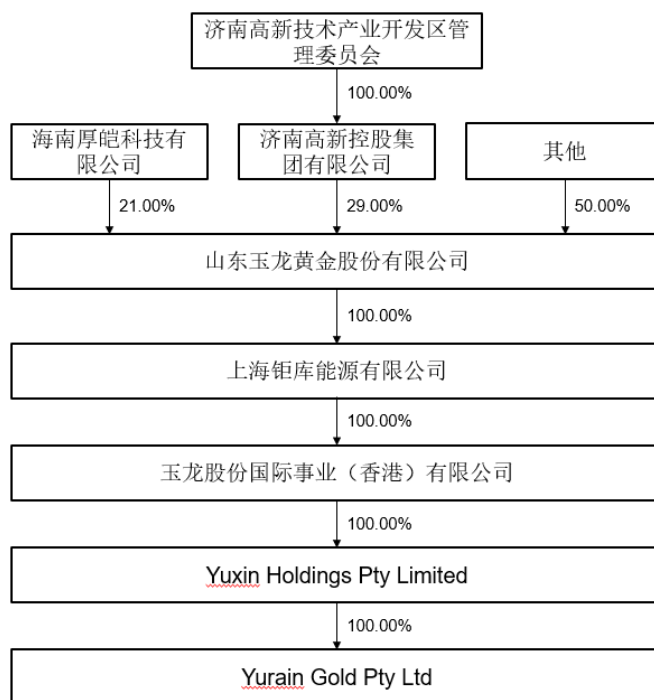 济南高新技术产业开发区管
理委员会
100.00%
海南厚皑科技有
限公司
济南高新控股集
团有限公司
其他
21.00%
29.00%
50.00%
山东玉龙黄金股份有限公司
100.00%
上海钜库能源有限公司
100.00%
玉龙股份国际事业（香港）有限公司
100.00%
Yuxin Holdings Pty Limited
100.00%
Yurain Gold Pty Ltd